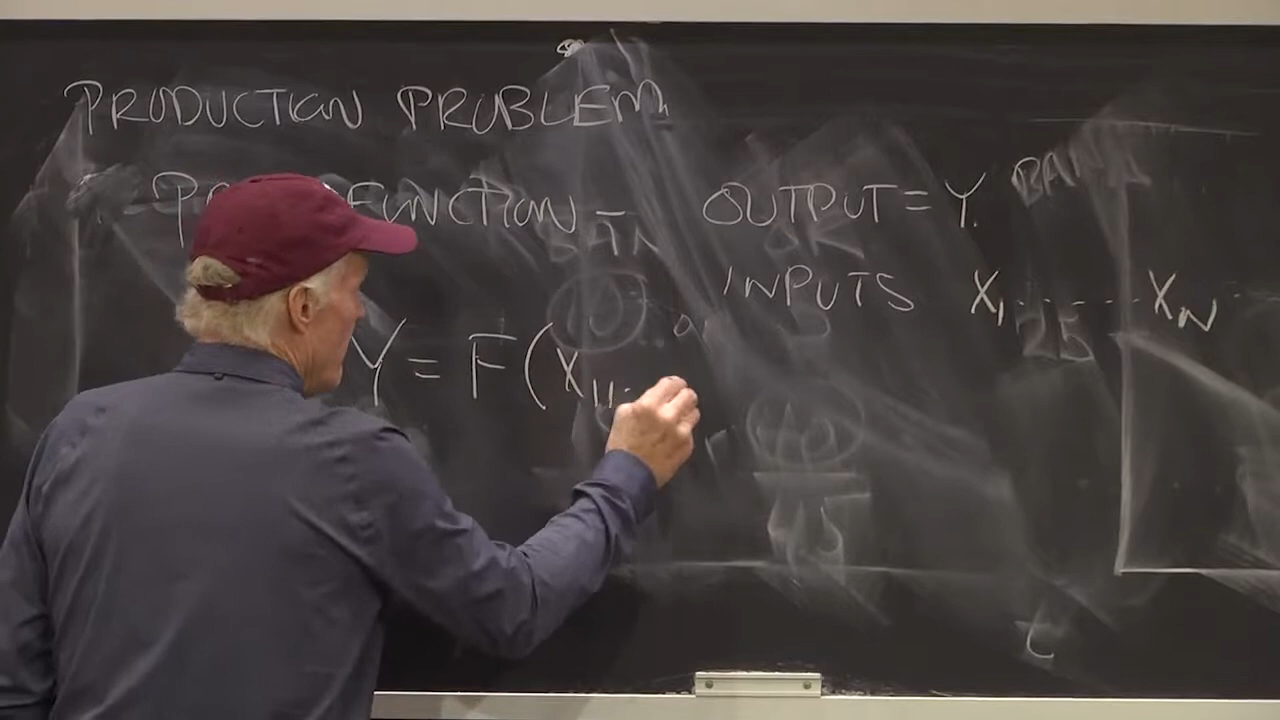 PRODUCTION PROBLEM
FUNCTION - OUTPUT = Y.
INPUTS X1 ..... XN
Y = F(X1,